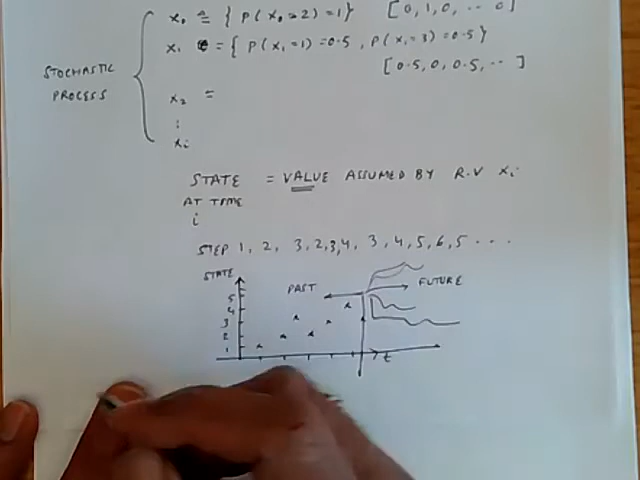 X₀ ≜ { P(X₀=2)=1 } [0, 1, 0, .. 0]
X₁ = { P(X₁=1)=0.5, P(X₁=3)=0.5 }
[0.5, 0, 0.5, .. ]
STOCHASTIC
PROCESS
X₂ =
:
Xi
STATE = VALUE ASSUMED BY R.V Xi
AT TIME
i
STEP 1, 2, 3, 2, 3, 4, 3, 4, 5, 6, 5 . . .
STATE
PAST
FUTURE
5
4
3
2
1
t